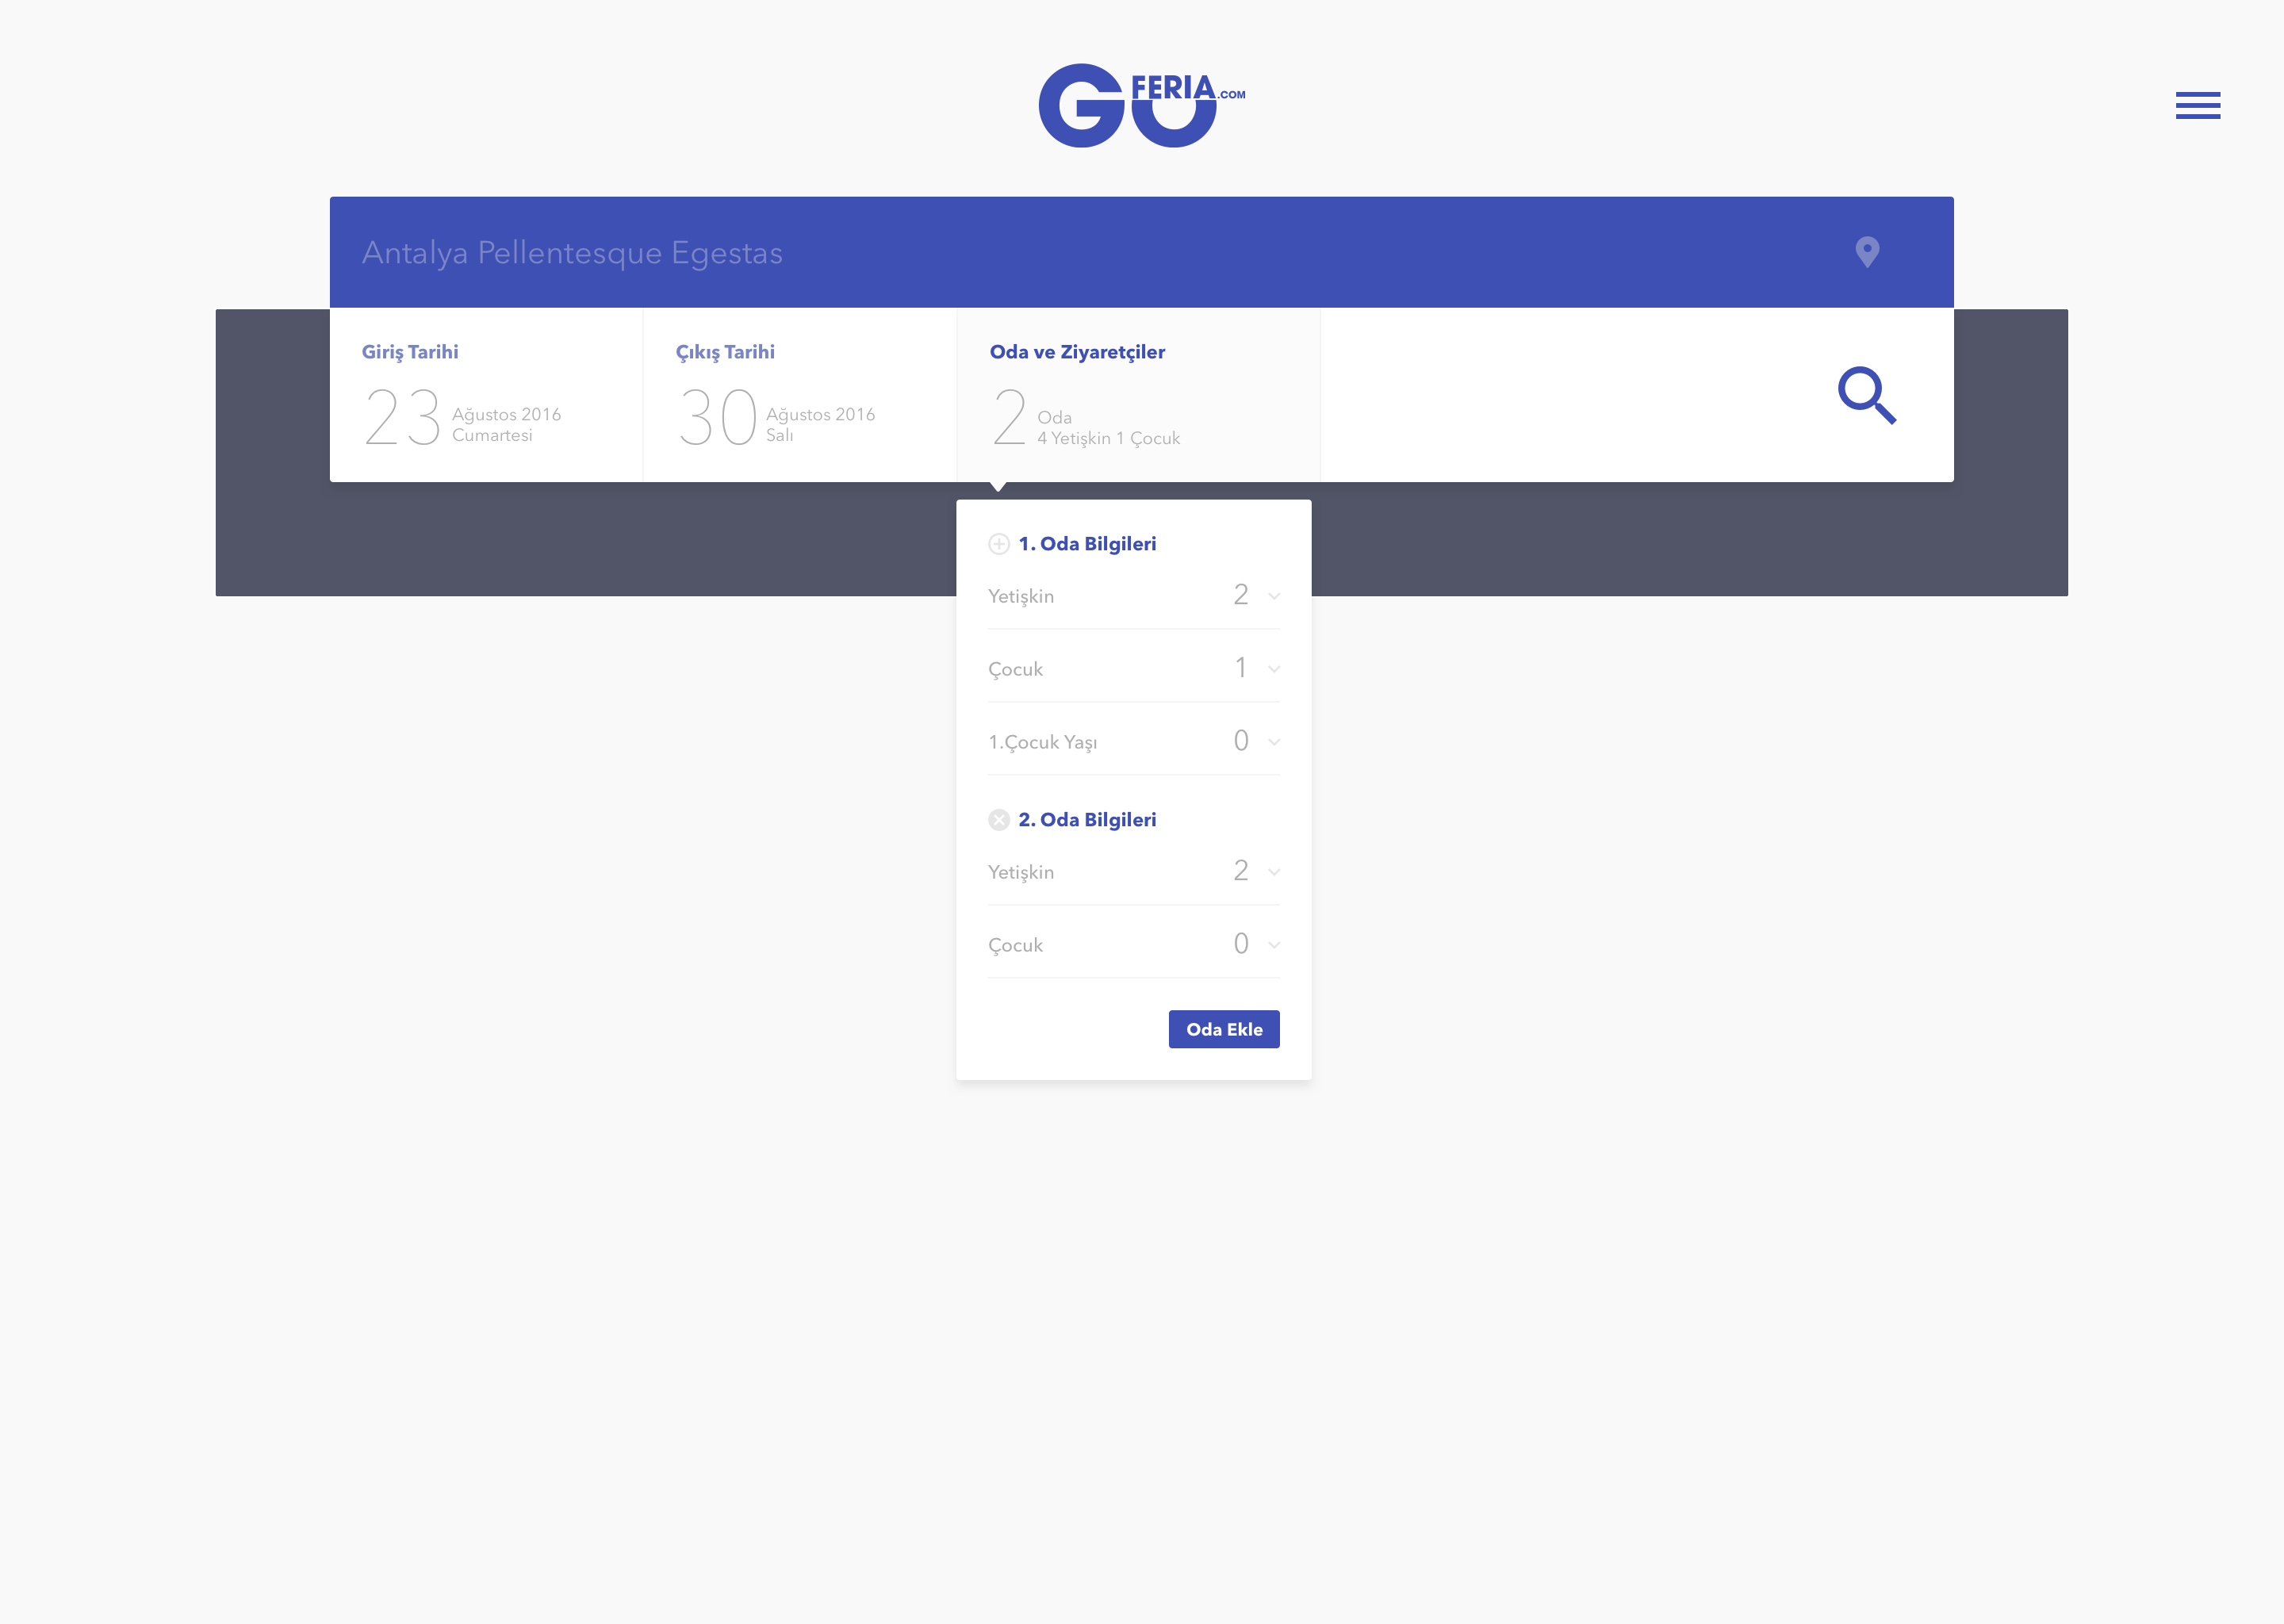 GO FERIA.COM
Antalya Pellentesque Egestas
Giriş Tarihi
23 Ağustos 2016
Cumartesi
Çıkış Tarihi
30 Ağustos 2016
Salı
Oda ve Ziyaretçiler
2 Oda
4 Yetişkin 1 Çocuk
1. Oda Bilgileri
Yetişkin 2
Çocuk 1
1.Çocuk Yaşı 0
2. Oda Bilgileri
Yetişkin 2
Çocuk 0
Oda Ekle